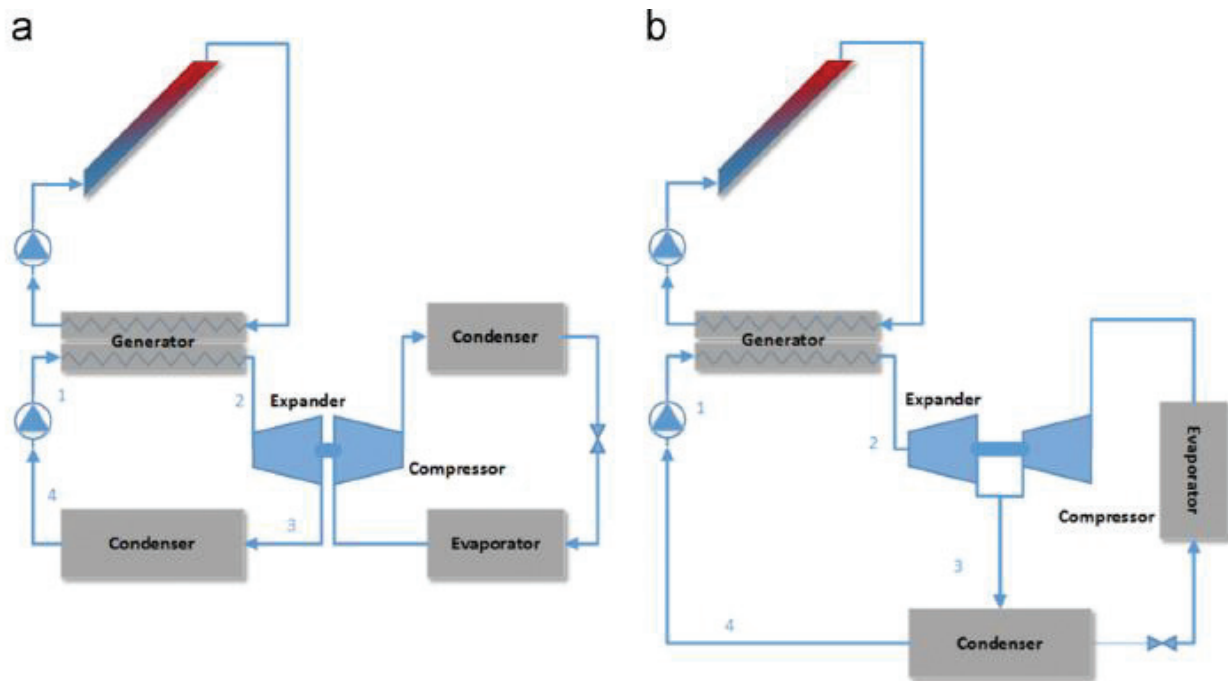 a
Generator
1
2
Expander
Condenser
Compressor
4
3
Condenser
Evaporator
b
Generator
1
Expander
2
Evaporator
Compressor
3
4
Condenser